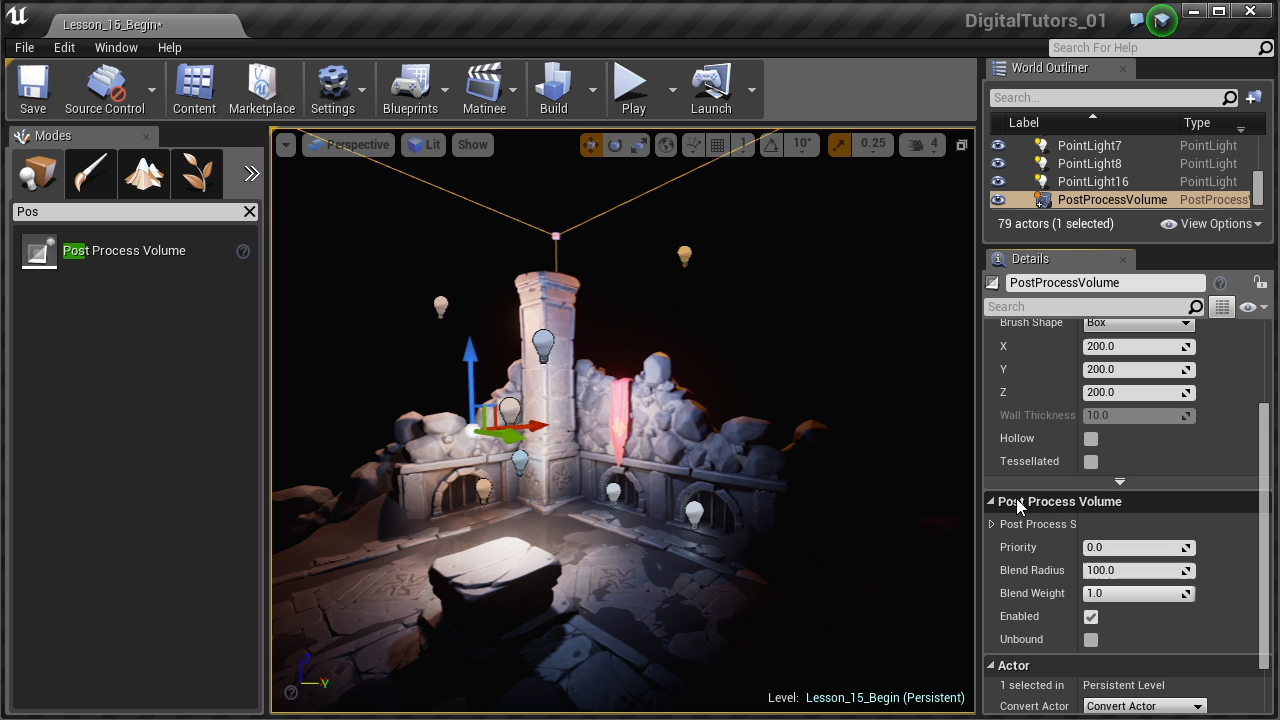 Lesson_15_Begin*
DigitalTutors_01
File Edit Window Help
Search For Help
Save Source Control Content Marketplace Settings Blueprints Matinee Build Play Launch
Modes
Pos
Post Process Volume
Perspective Lit Show 1 10° 0.25 4
Level: Lesson_15_Begin (Persistent)
Y
World Outliner
Search...
Label Type
PointLight7 PointLight
PointLight8 PointLight
PointLight16 PointLight
PostProcessVolume PostProcessV
79 actors (1 selected) View Options
Details
PostProcessVolume
Search
Brush Shape Box
X 200.0
Y 200.0
Z 200.0
Wall Thickness 10.0
Hollow
Tessellated
Post Process Volume
Post Process S
Priority 0.0
Blend Radius 100.0
Blend Weight 1.0
Enabled
Unbound
Actor
1 selected in Persistent Level
Convert Actor Convert Actor